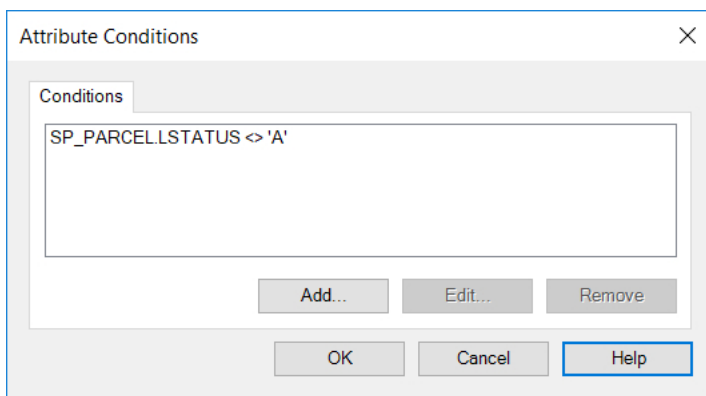 Attribute Conditions
Conditions
SP_PARCEL.LSTATUS <> 'A'
Add... Edit... Remove
OK Cancel Help